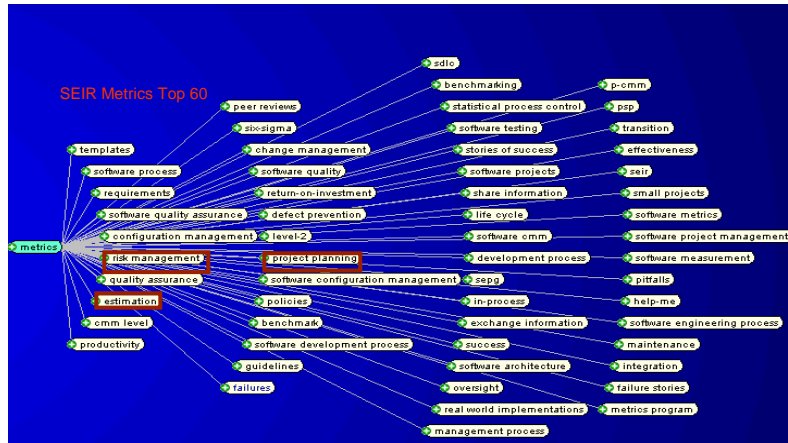 SEIR Metrics Top 60
metrics
templates
software process
requirements
software quality assurance
configuration management
risk management
quality assurance
estimation
cmm level
productivity
peer reviews
six-sigma
change management
software quality
return-on-investment
defect prevention
level-2
project planning
software configuration management
policies
benchmark
software development process
guidelines
failures
sdlc
benchmarking
statistical process control
software testing
stories of success
software projects
share information
life cycle
software cmm
development process
sepg
in-process
exchange information
success
software architecture
oversight
real world implementations
management process
p-cmm
psp
transition
effectiveness
seir
small projects
software metrics
software project management
software measurement
pitfalls
help-me
software engineering process
maintenance
integration
failure stories
metrics program